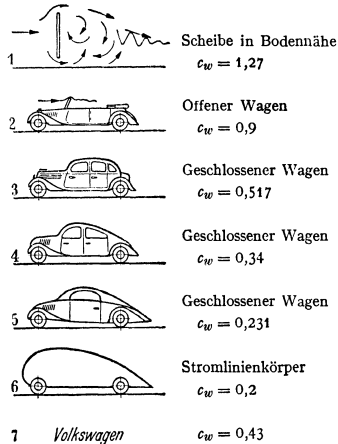 1 Scheibe in Bodennähe
c_w = 1,27
2 Offener Wagen
c_w = 0,9
3 Geschlossener Wagen
c_w = 0,517
4 Geschlossener Wagen
c_w = 0,34
5 Geschlossener Wagen
c_w = 0,231
6 Stromlinienkörper
c_w = 0,2
7 Volkswagen c_w = 0,43